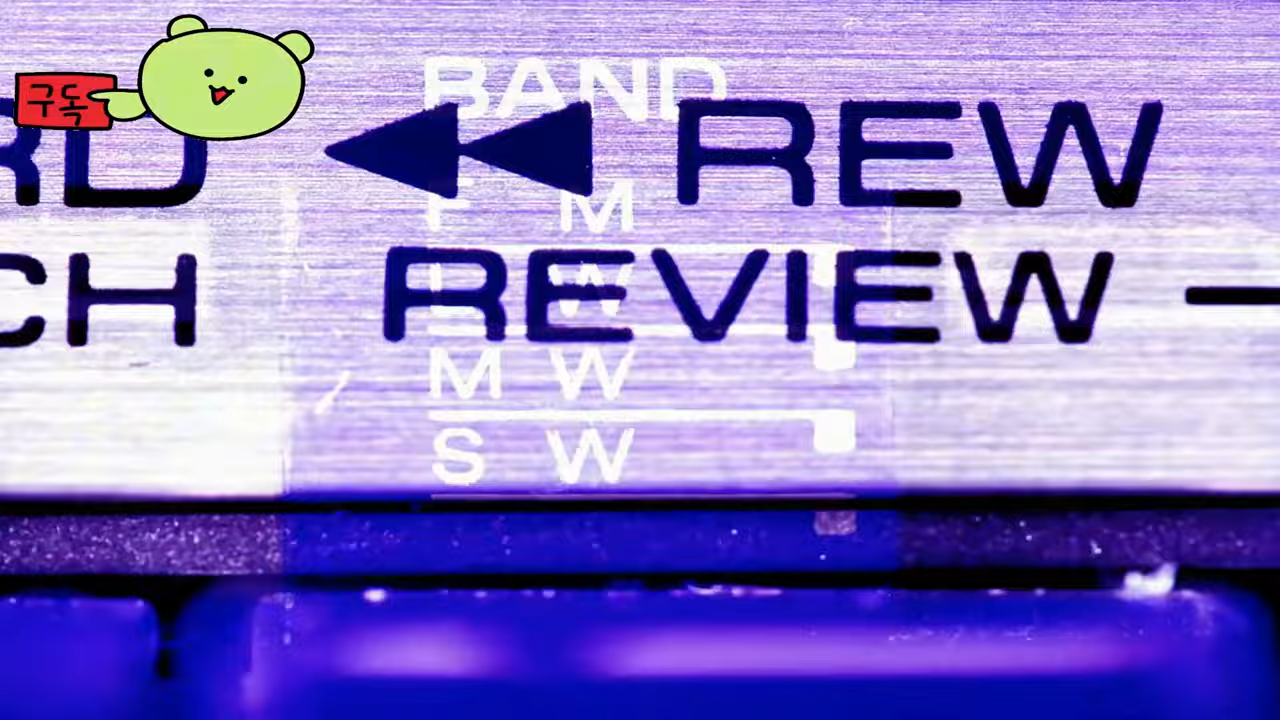 구독
BAND
RD ◀◀ REW
F M
CH REVIEW —
L W
M W
S W